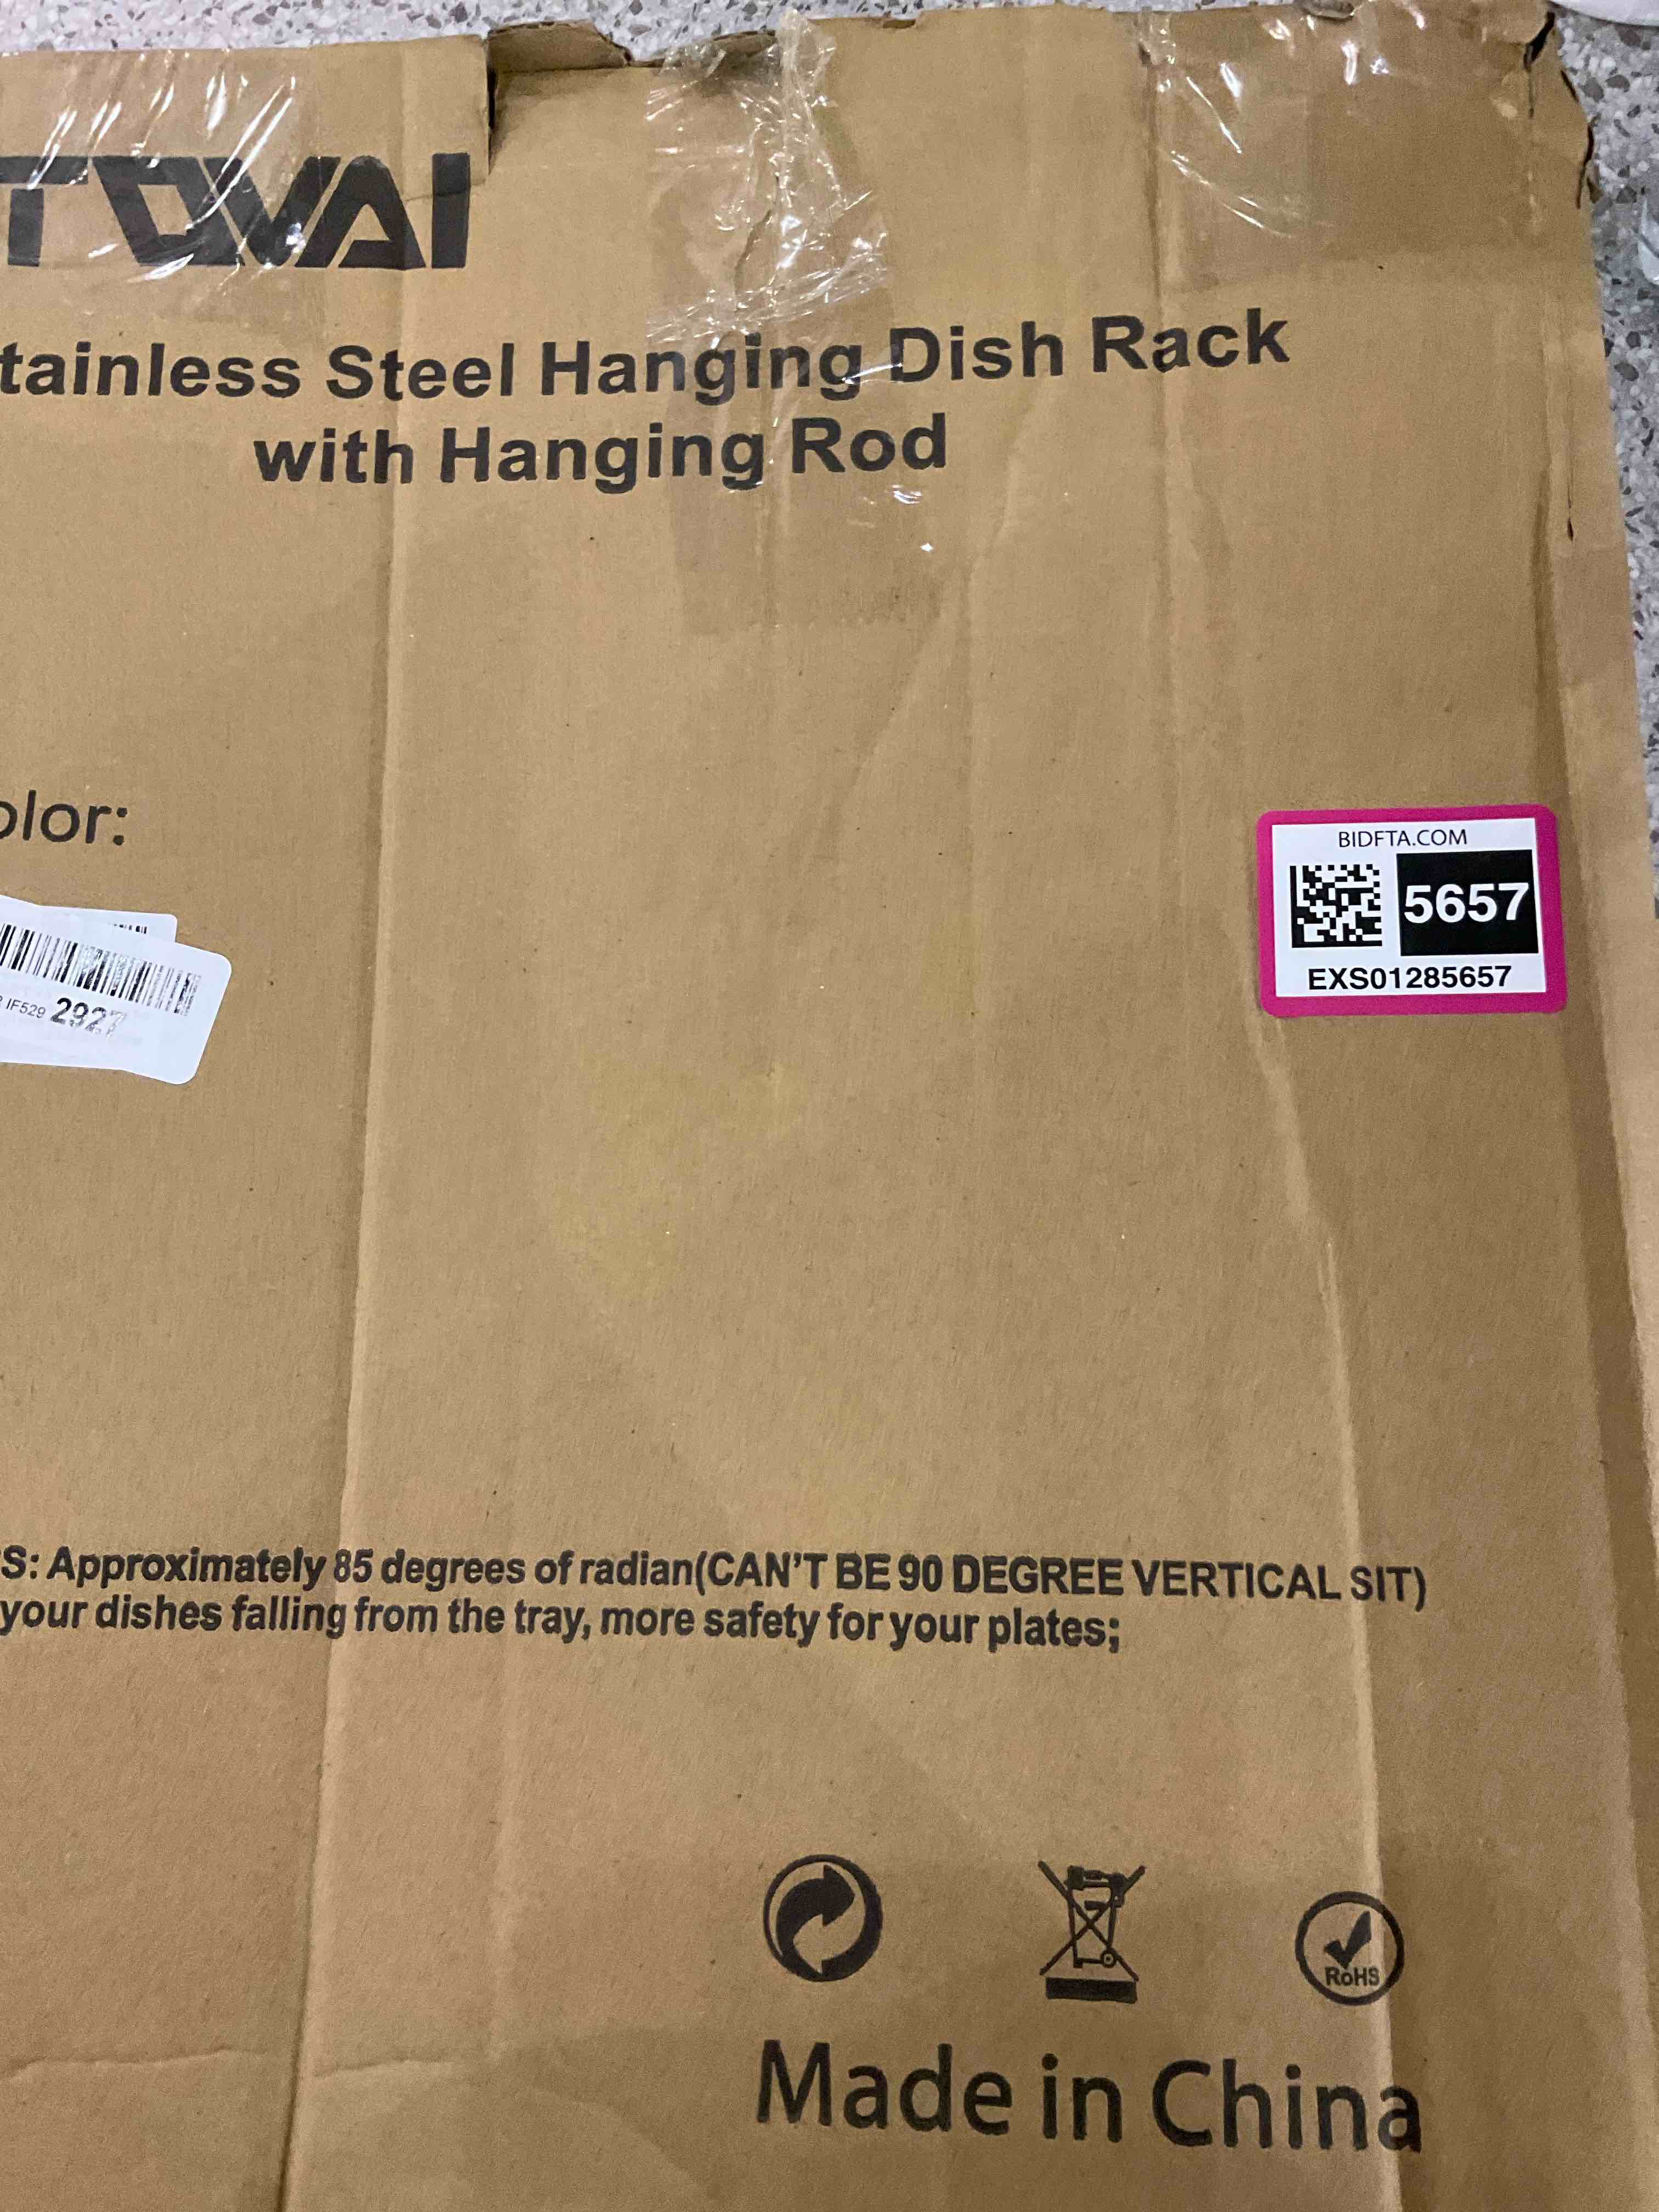 TOVAI
tainless Steel Hanging Dish Rack
with Hanging Rod
olor:
BIDFTA.COM
5657
EXS01285657
IF529 2927
S: Approximately 85 degrees of radian(CAN'T BE 90 DEGREE VERTICAL SIT)
your dishes falling from the tray, more safety for your plates;
RoHS
Made in China